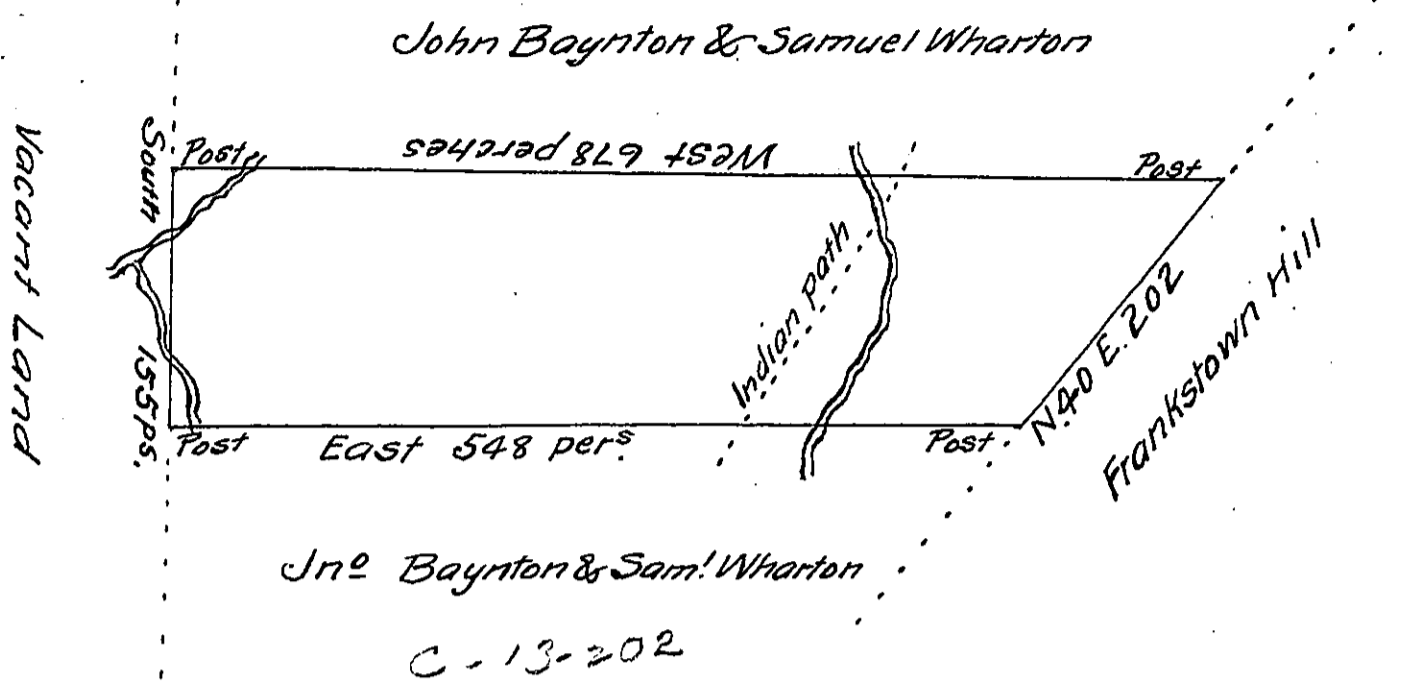 John Baynton & Samuel Wharton
Vacant Land
South 155 ps.
Post
West 678 perches
Post
Indian path
N.40 E. 202
Frankstown Hill
Post
East 548 pers.
Post
Jno Baynton & Saml Wharton
C-13-202